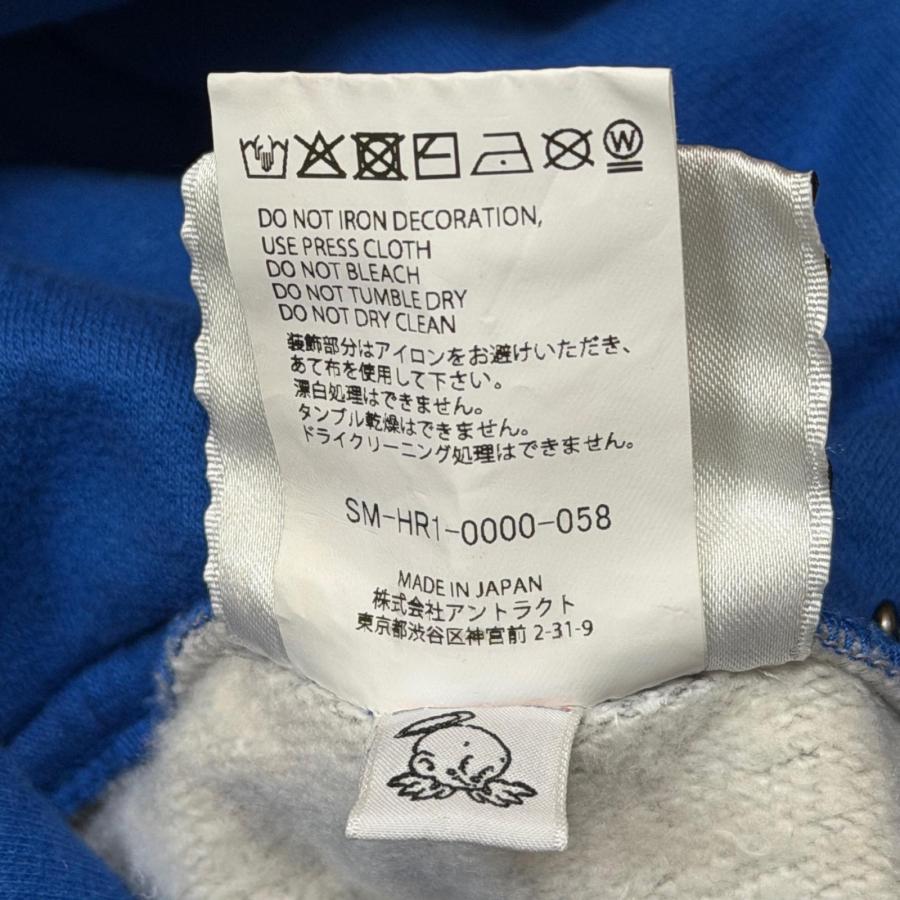 W
DO NOT IRON DECORATION,
USE PRESS CLOTH
DO NOT BLEACH
DO NOT TUMBLE DRY
DO NOT DRY CLEAN
装飾部分はアイロンをお避けいただき、
あて布を使用して下さい。
漂白処理はできません。
タンブル乾燥はできません。
ドライクリーニング処理はできません。
SM-HR1-0000-058
MADE IN JAPAN
株式会社アントラクト
東京都渋谷区神宮前 2-31-9